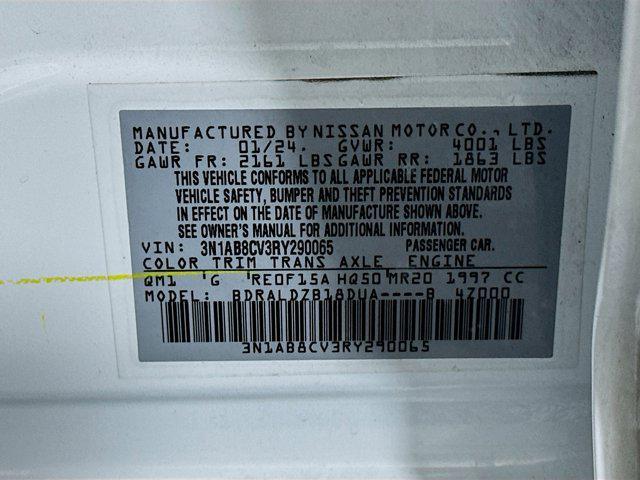 MANUFACTURED BY NISSAN MOTOR CO., LTD.
DATE: 01/24. GVWR: 4001 LBS
GAWR FR: 2161 LBS GAWR RR: 1863 LBS
THIS VEHICLE CONFORMS TO ALL APPLICABLE FEDERAL MOTOR
VEHICLE SAFETY, BUMPER AND THEFT PREVENTION STANDARDS
IN EFFECT ON THE DATE OF MANUFACTURE SHOWN ABOVE.
SEE OWNER'S MANUAL FOR ADDITIONAL INFORMATION.
VIN: 3N1AB8CV3RY290065 PASSENGER CAR.
COLOR TRIM TRANS AXLE ENGINE
QM1 'G 'RE0F15A HQ50'MR20 1997 CC
MODEL: BDRALDZB18DUA----B 4Z000
3N1AB8CV3RY290065